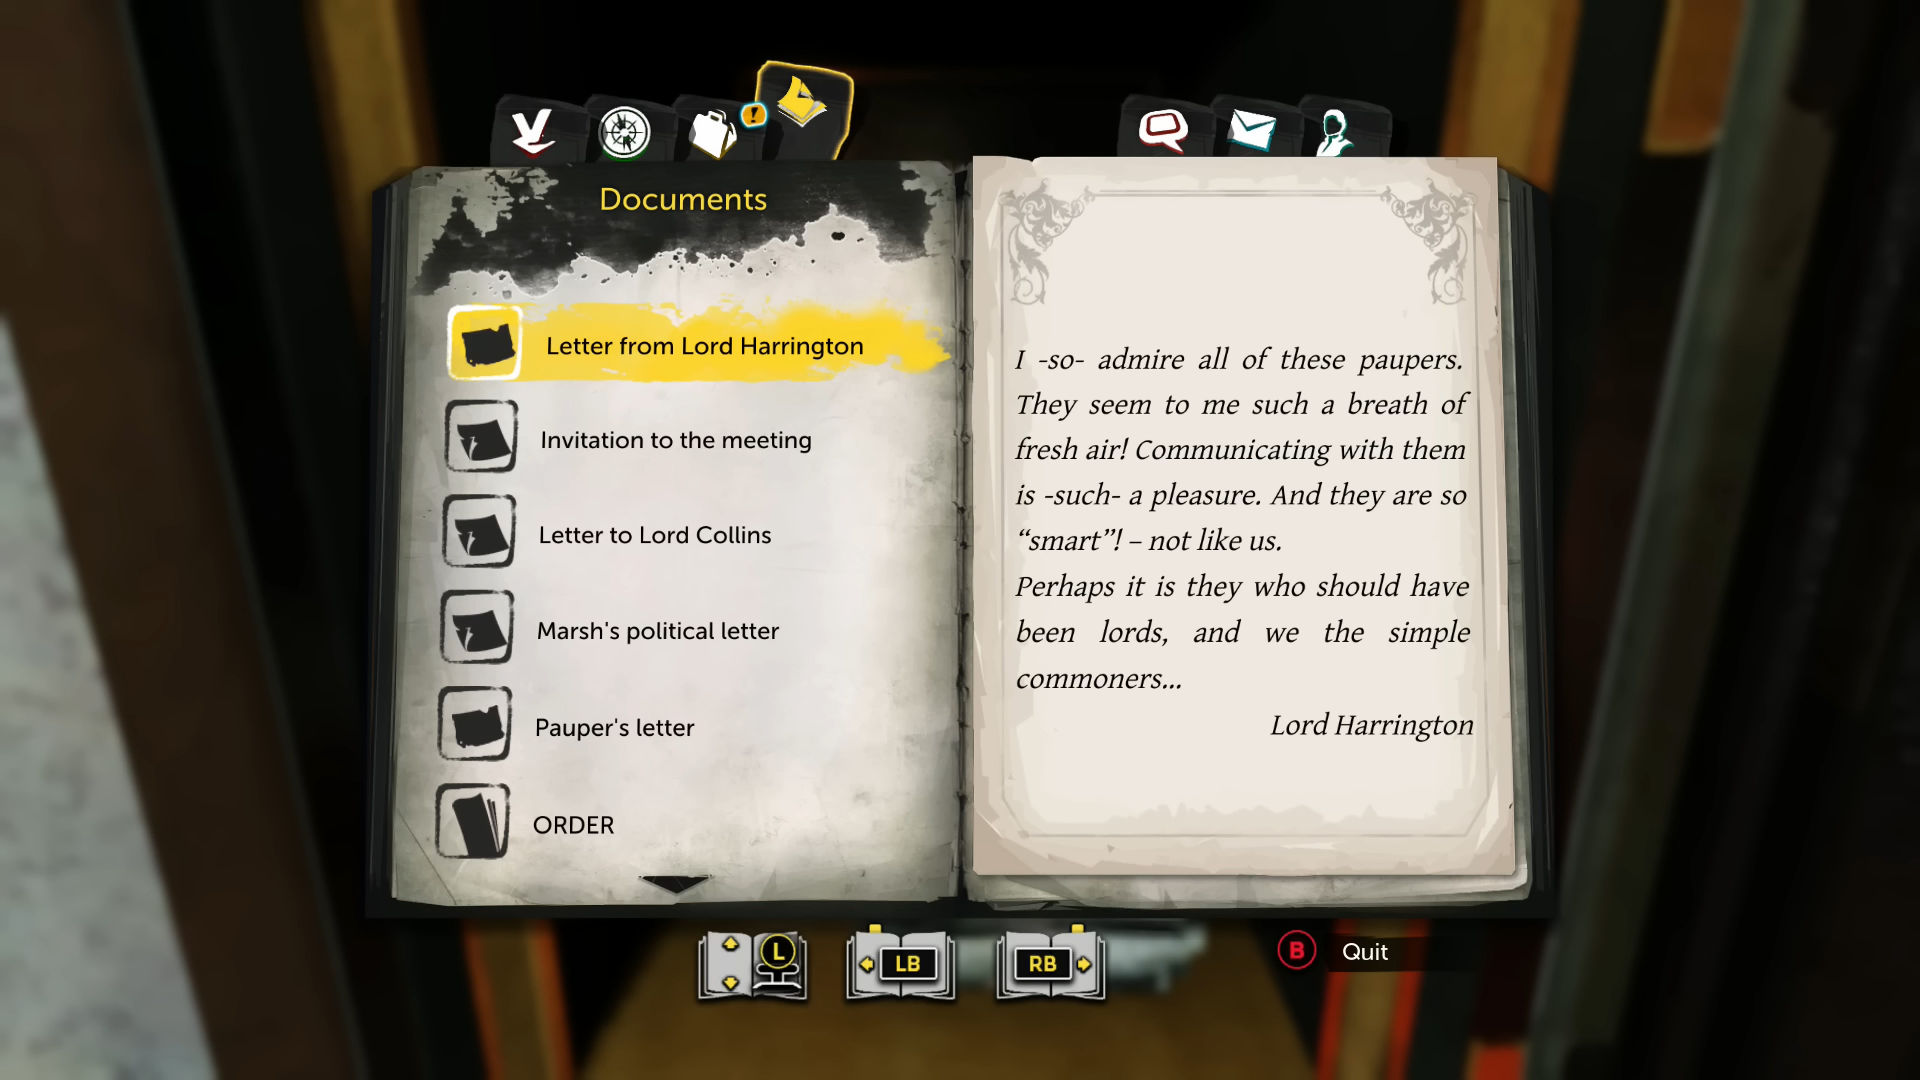 !
Documents
Letter from Lord Harrington
Invitation to the meeting
Letter to Lord Collins
Marsh's political letter
Pauper's letter
ORDER
I -so- admire all of these paupers.
They seem to me such a breath of
fresh air! Communicating with them
is -such- a pleasure. And they are so
“smart”! – not like us.
Perhaps it is they who should have
been lords, and we the simple
commoners...
Lord Harrington
L
LB
RB
B Quit